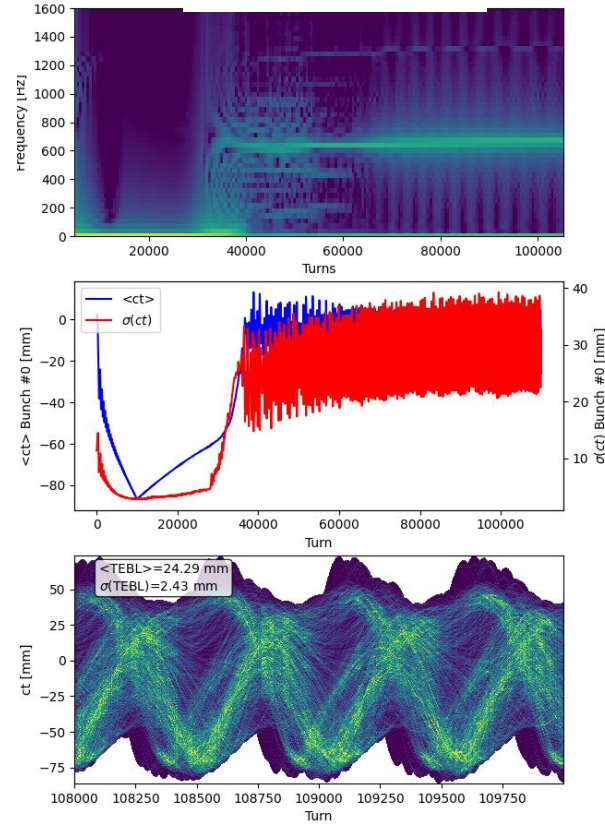 1600
1400
1200
1000
800
600
400
200
0
Frequency [Hz]
20000 40000 60000 80000 100000
Turns
<ct>
σ(ct)
0
−20
−40
−60
−80
<ct> Bunch #0 [mm]
40
30
20
10
σ(ct) Bunch #0 [mm]
0 20000 40000 60000 80000 100000
Turn
<TEBL>=24.29 mm
σ(TEBL)=2.43 mm
50
25
0
−25
−50
−75
ct [mm]
108000 108250 108500 108750 109000 109250 109500 109750
Turn